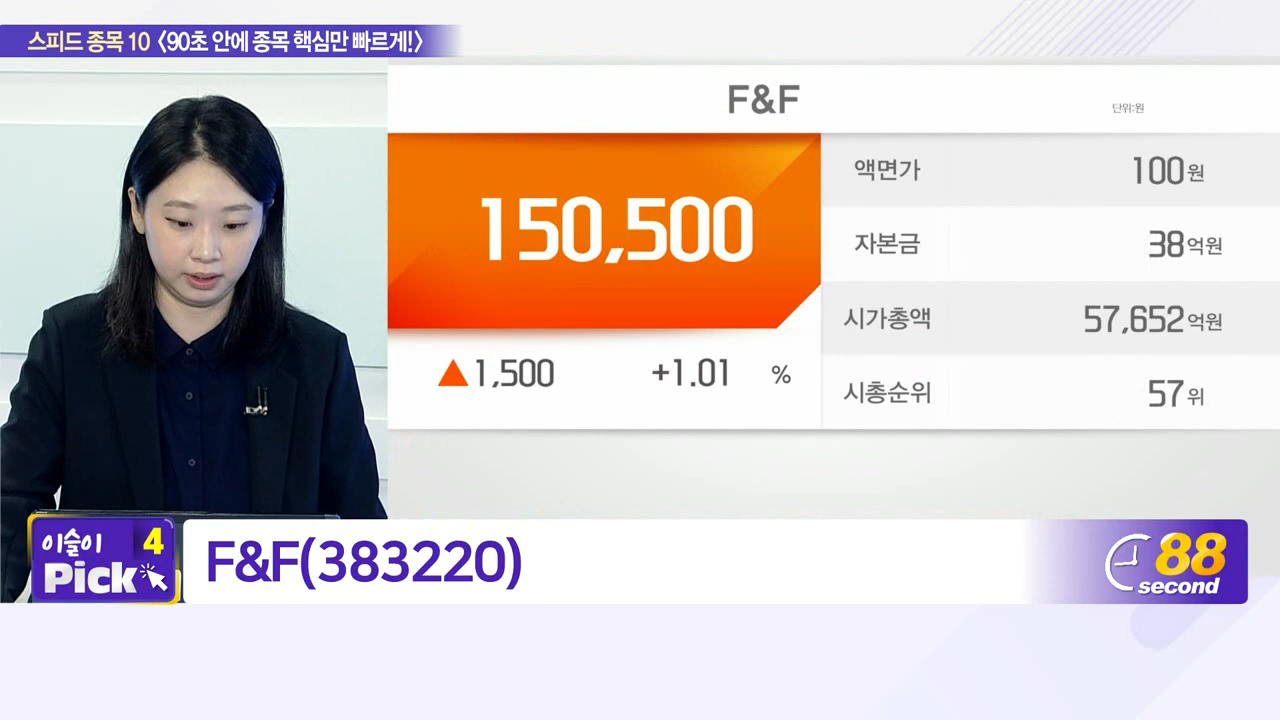 스피드 종목 10 〈90초 안에 종목 핵심만 빠르게!〉
F&F
단위:원
150,500
▲1,500 +1.01 %
액면가 100원
자본금 38억원
시가총액 57,652억원
시총순위 57위
이슬이 4
Pick
F&F(383220)
88
second